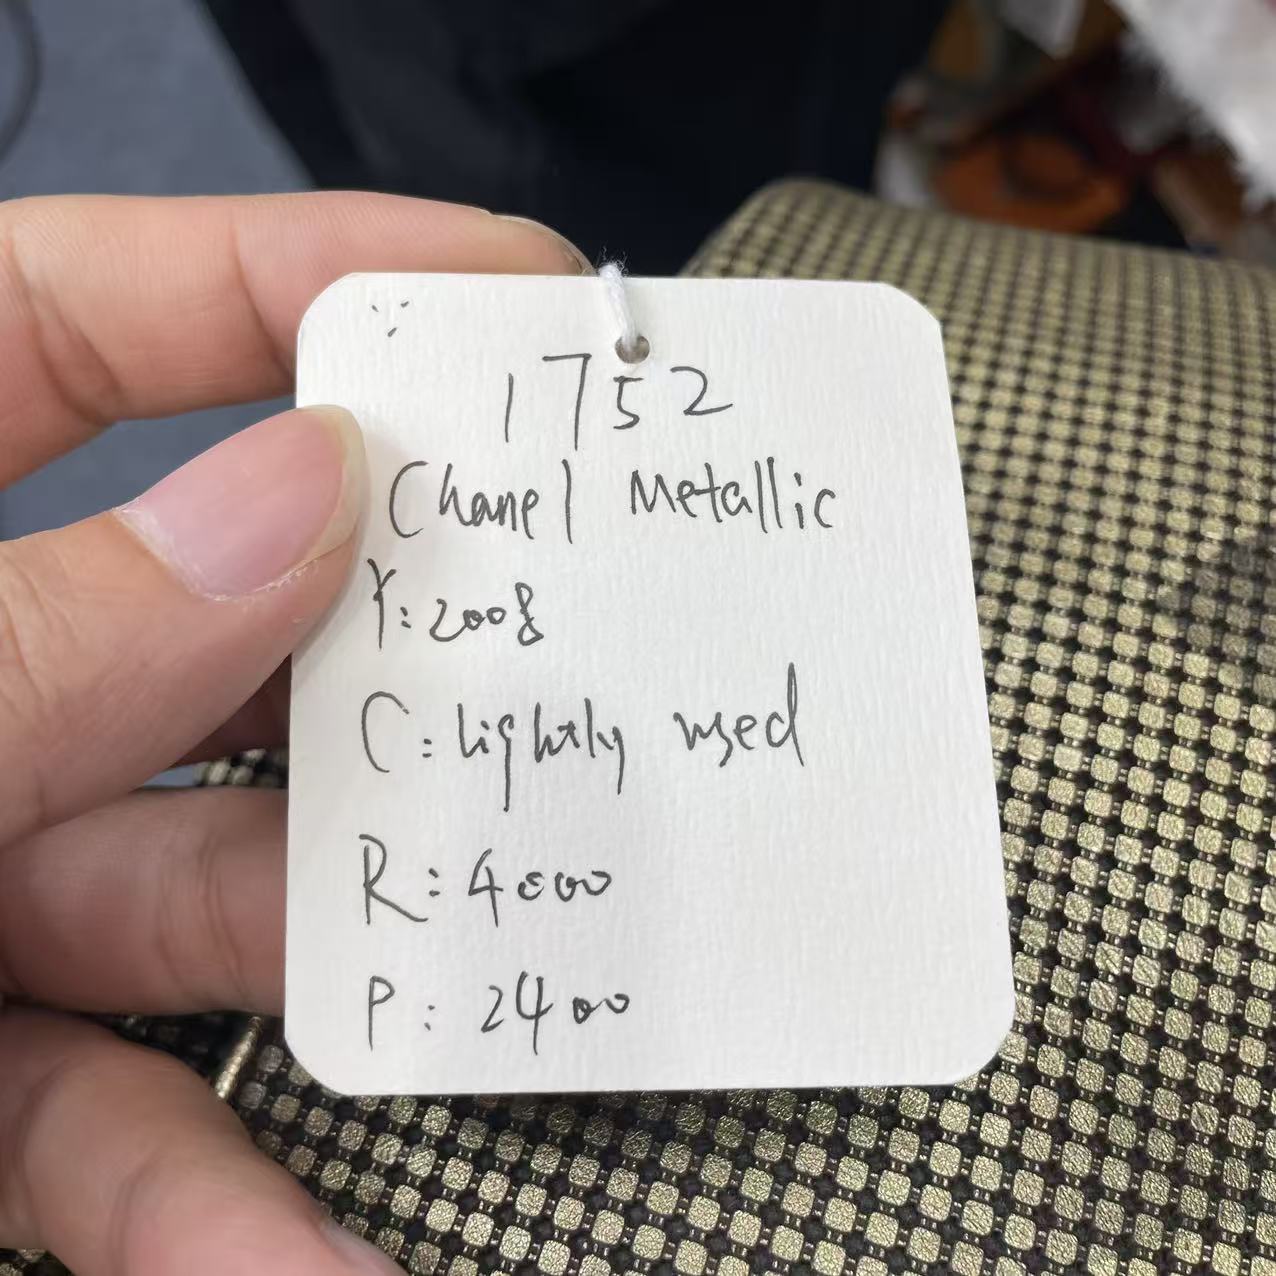 1752
Chanel Metallic
Y: 2008
C: lightly used
R: 4000
P: 2400